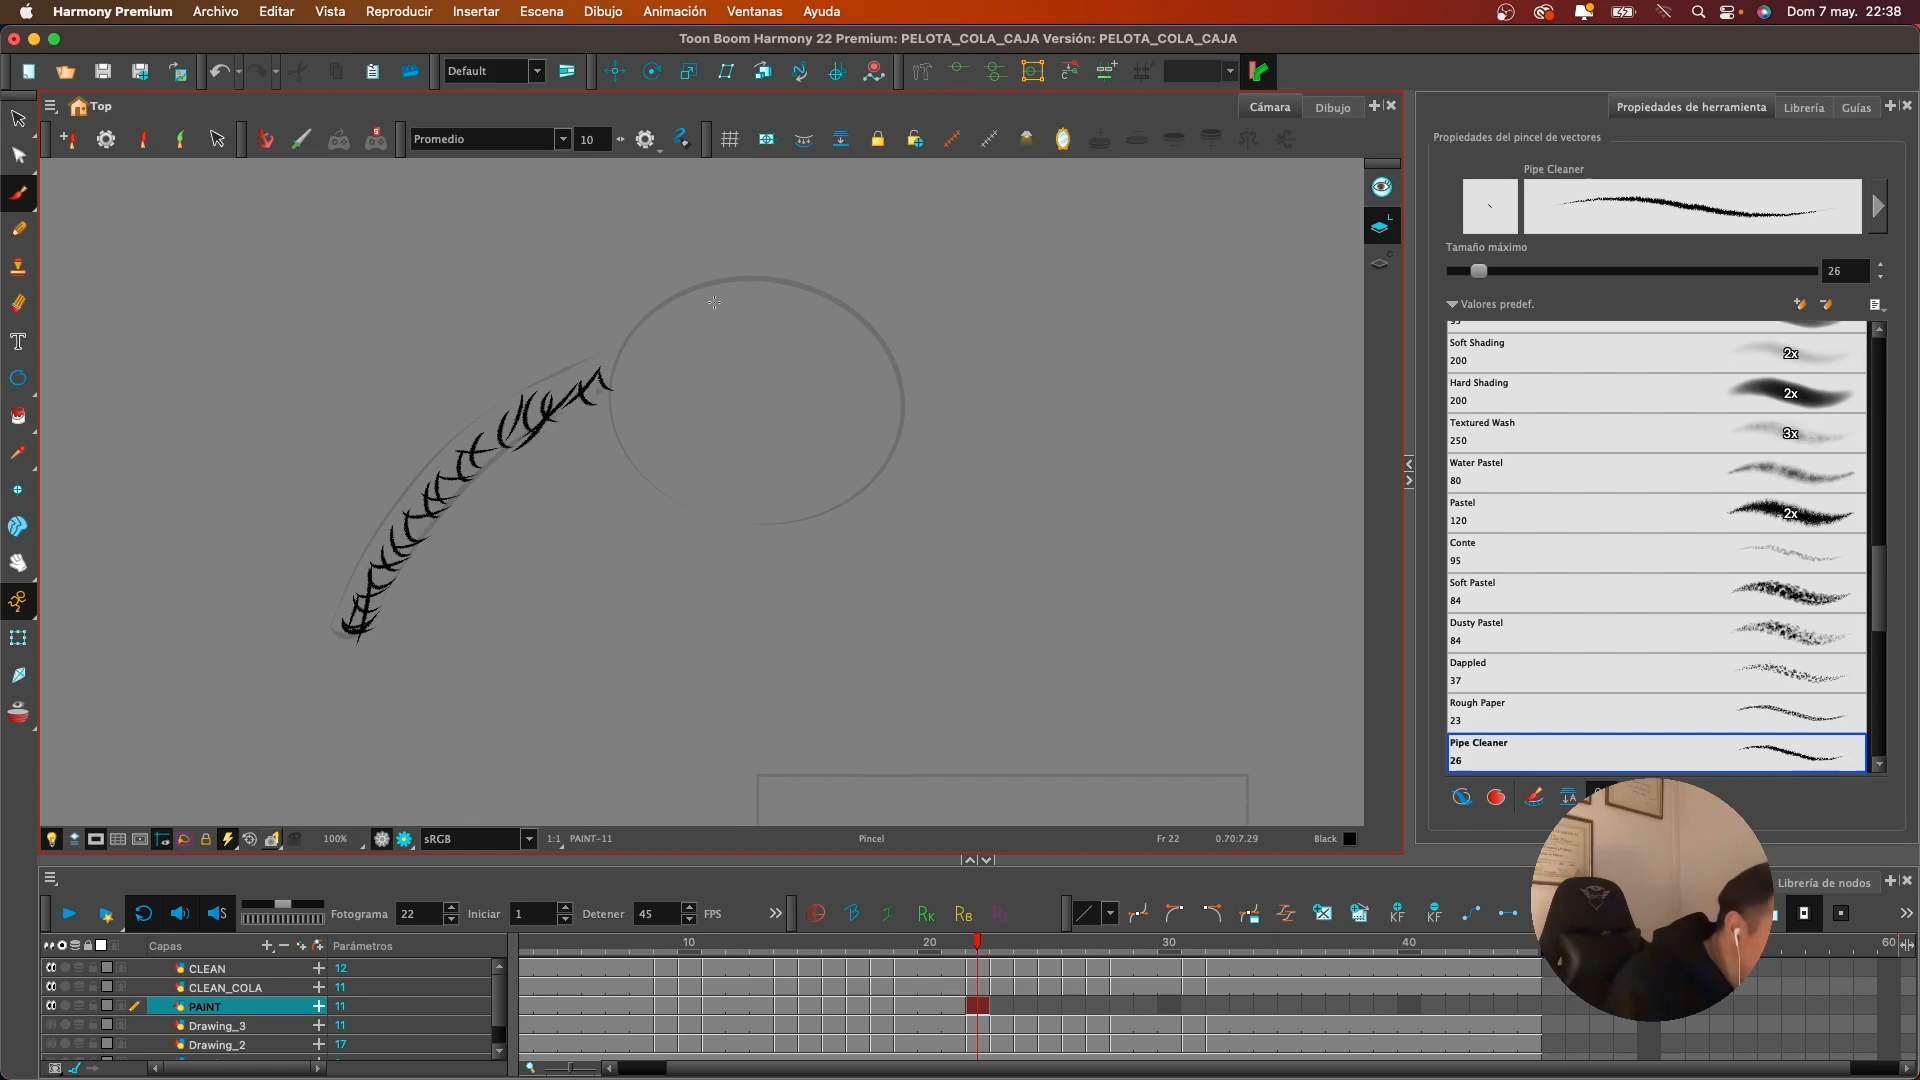 Harmony Premium Archivo Editar Vista Reproducir Insertar Escena Dibujo Animación Ventanas Ayuda Dom 7 may. 22:38
Toon Boom Harmony 22 Premium: PELOTA_COLA_CAJA Versión: PELOTA_COLA_CAJA
Default
Top
Cámara
Dibujo
Propiedades de herramienta
Librería
Guías
Promedio
10
Propiedades del pincel de vectores
Pipe Cleaner
Tamaño máximo
26
Valores predef.
95
Soft Shading
200
2x
Hard Shading
200
2x
Textured Wash
250
3x
Water Pastel
80
Pastel
120
2x
Conte
95
Soft Pastel
84
Dusty Pastel
84
Dappled
37
Rough Paper
23
Pipe Cleaner
26
100%
sRGB
1:1
PAINT-11
Pincel
Fr 22
0.70:7.29
Black
Librería de nodos
Fotograma 22 Iniciar 1 Detener 45 FPS
KF KF
Capas
Parámetros
10 20 30 40 60
CLEAN 12
CLEAN_COLA 11
PAINT 11
Drawing_3 11
Drawing_2 17